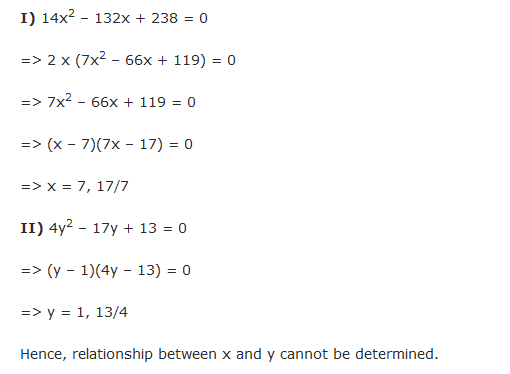 I) 14x² – 132x + 238 = 0
=> 2 x (7x² – 66x + 119) = 0
=> 7x² – 66x + 119 = 0
=> (x – 7)(7x – 17) = 0
=> x = 7, 17/7
II) 4y² – 17y + 13 = 0
=> (y – 1)(4y – 13) = 0
=> y = 1, 13/4
Hence, relationship between x and y cannot be determined.